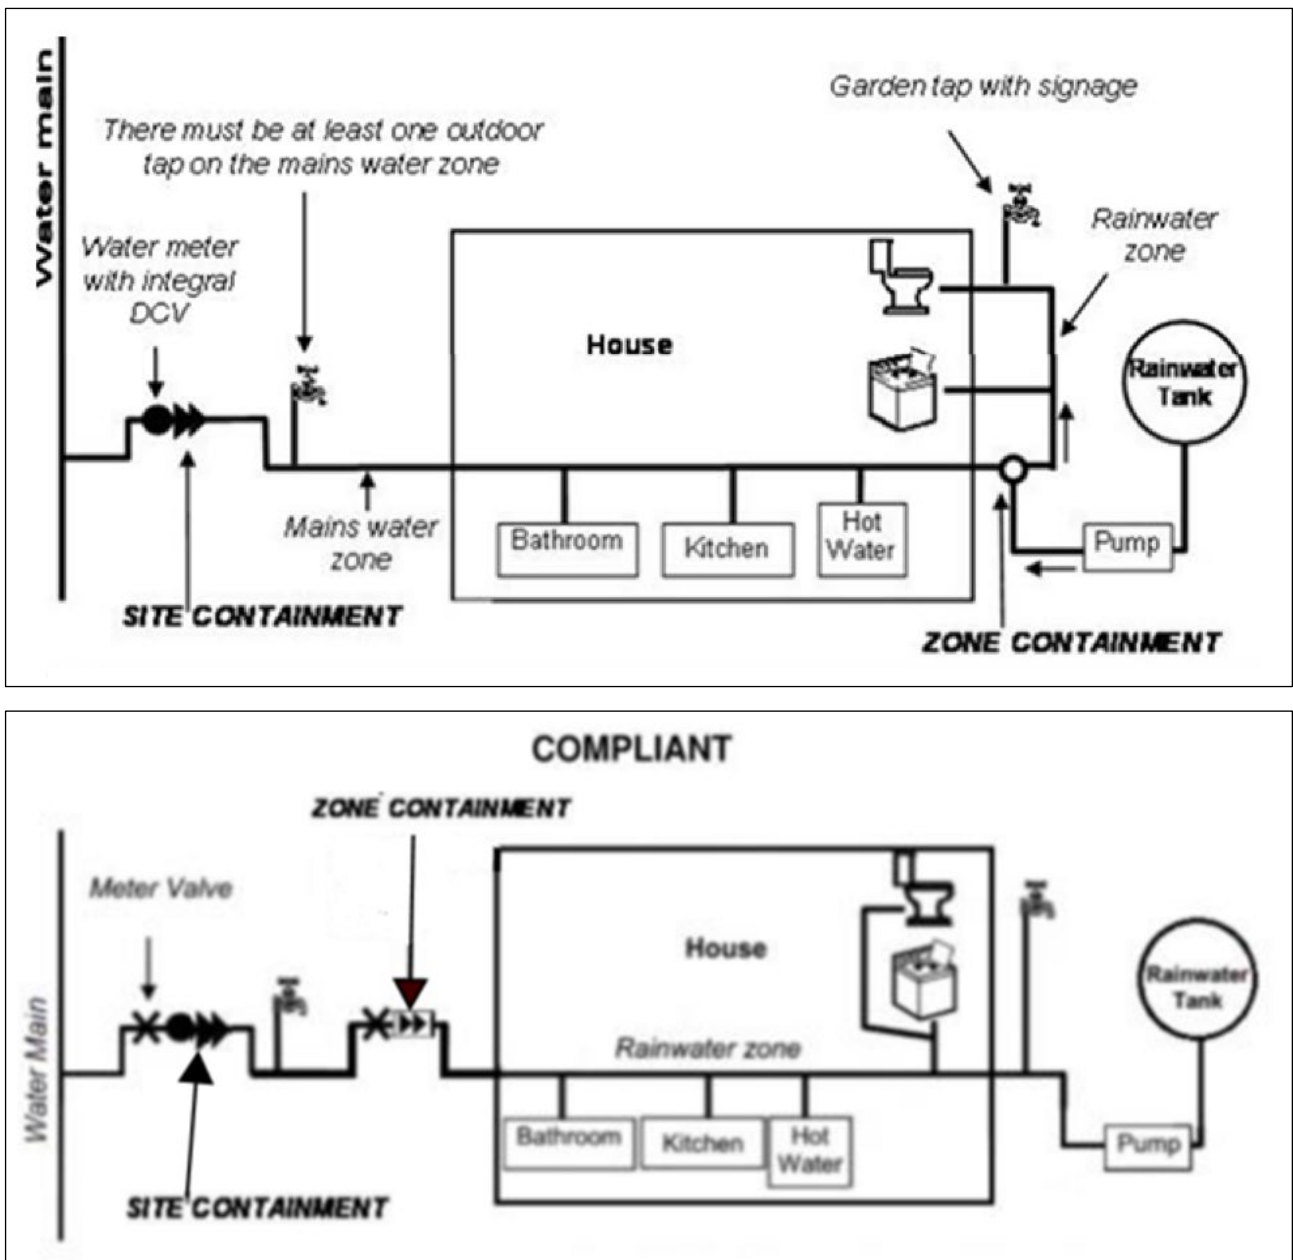 Water main
Garden tap with signage
There must be at least one outdoor
tap on the mains water zone
Rainwater
zone
Water meter
with integral
DCV
House
Rainwater
Tank
Mains water
zone
Bathroom
Kitchen
Hot
Water
Pump
SITE CONTAINMENT
ZONE CONTAINMENT
COMPLIANT
ZONE CONTAINMENT
Meter Valve
House
Rainwater
Tank
Water Main
Rainwater zone
Bathroom
Kitchen
Hot
Water
Pump
SITE CONTAINMENT